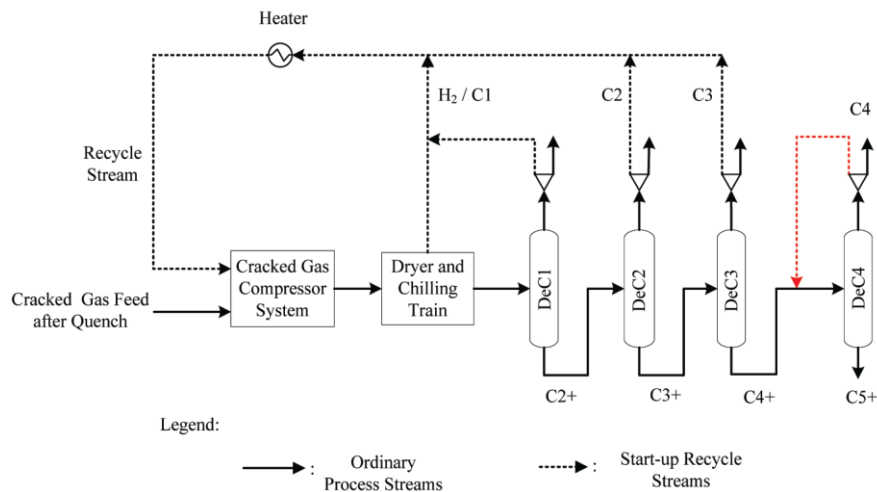 Heater
H₂ / C1
C2
C3
C4
Recycle
Stream
Cracked Gas
Compressor
System
Dryer and
Chilling
Train
Cracked Gas Feed
after Quench
DeC1
DeC2
DeC3
DeC4
C2+
C3+
C4+
C5+
Legend:
: Ordinary
Process Streams
: Start-up Recycle
Streams